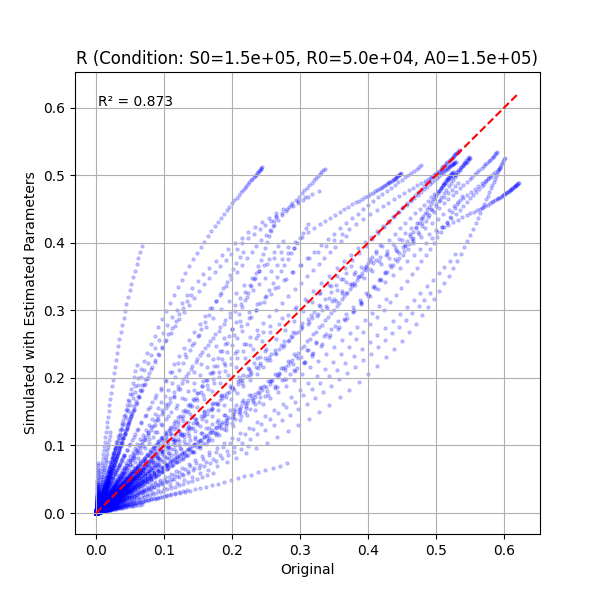 R (Condition: S0=1.5e+05, R0=5.0e+04, A0=1.5e+05)
R² = 0.873
0.6
0.5
0.4
0.3
0.2
0.1
0.0
Simulated with Estimated Parameters
0.0 0.1 0.2 0.3 0.4 0.5 0.6
Original